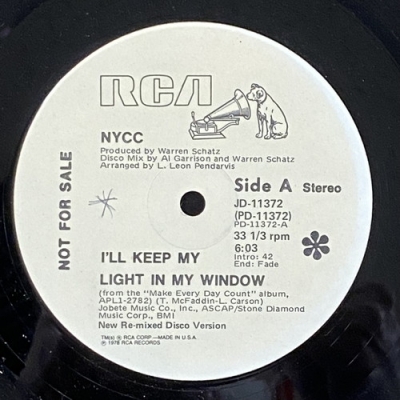 RCA
NYCC
Produced by Warren Schatz
Disco Mix by Al Garrison and Warren Schatz
Arranged by L. Leon Pendarvis
NOT FOR SALE
Side A Stereo
JD-11372
(PD-11372)
PD-11372-A
33 1/3 rpm
6:03
Intro: 42
End: Fade
I'LL KEEP MY
LIGHT IN MY WINDOW
(from the "Make Every Day Count" album,
APL1-2782) (T. McFaddin-L. Carson)
Jobete Music Co., Inc., ASCAP/Stone Diamond
Music Corp., BMI
New Re-mixed Disco Version
TM(s) ® RCA CORP—MADE IN U.S.A.
℗ 1978 RCA RECORDS